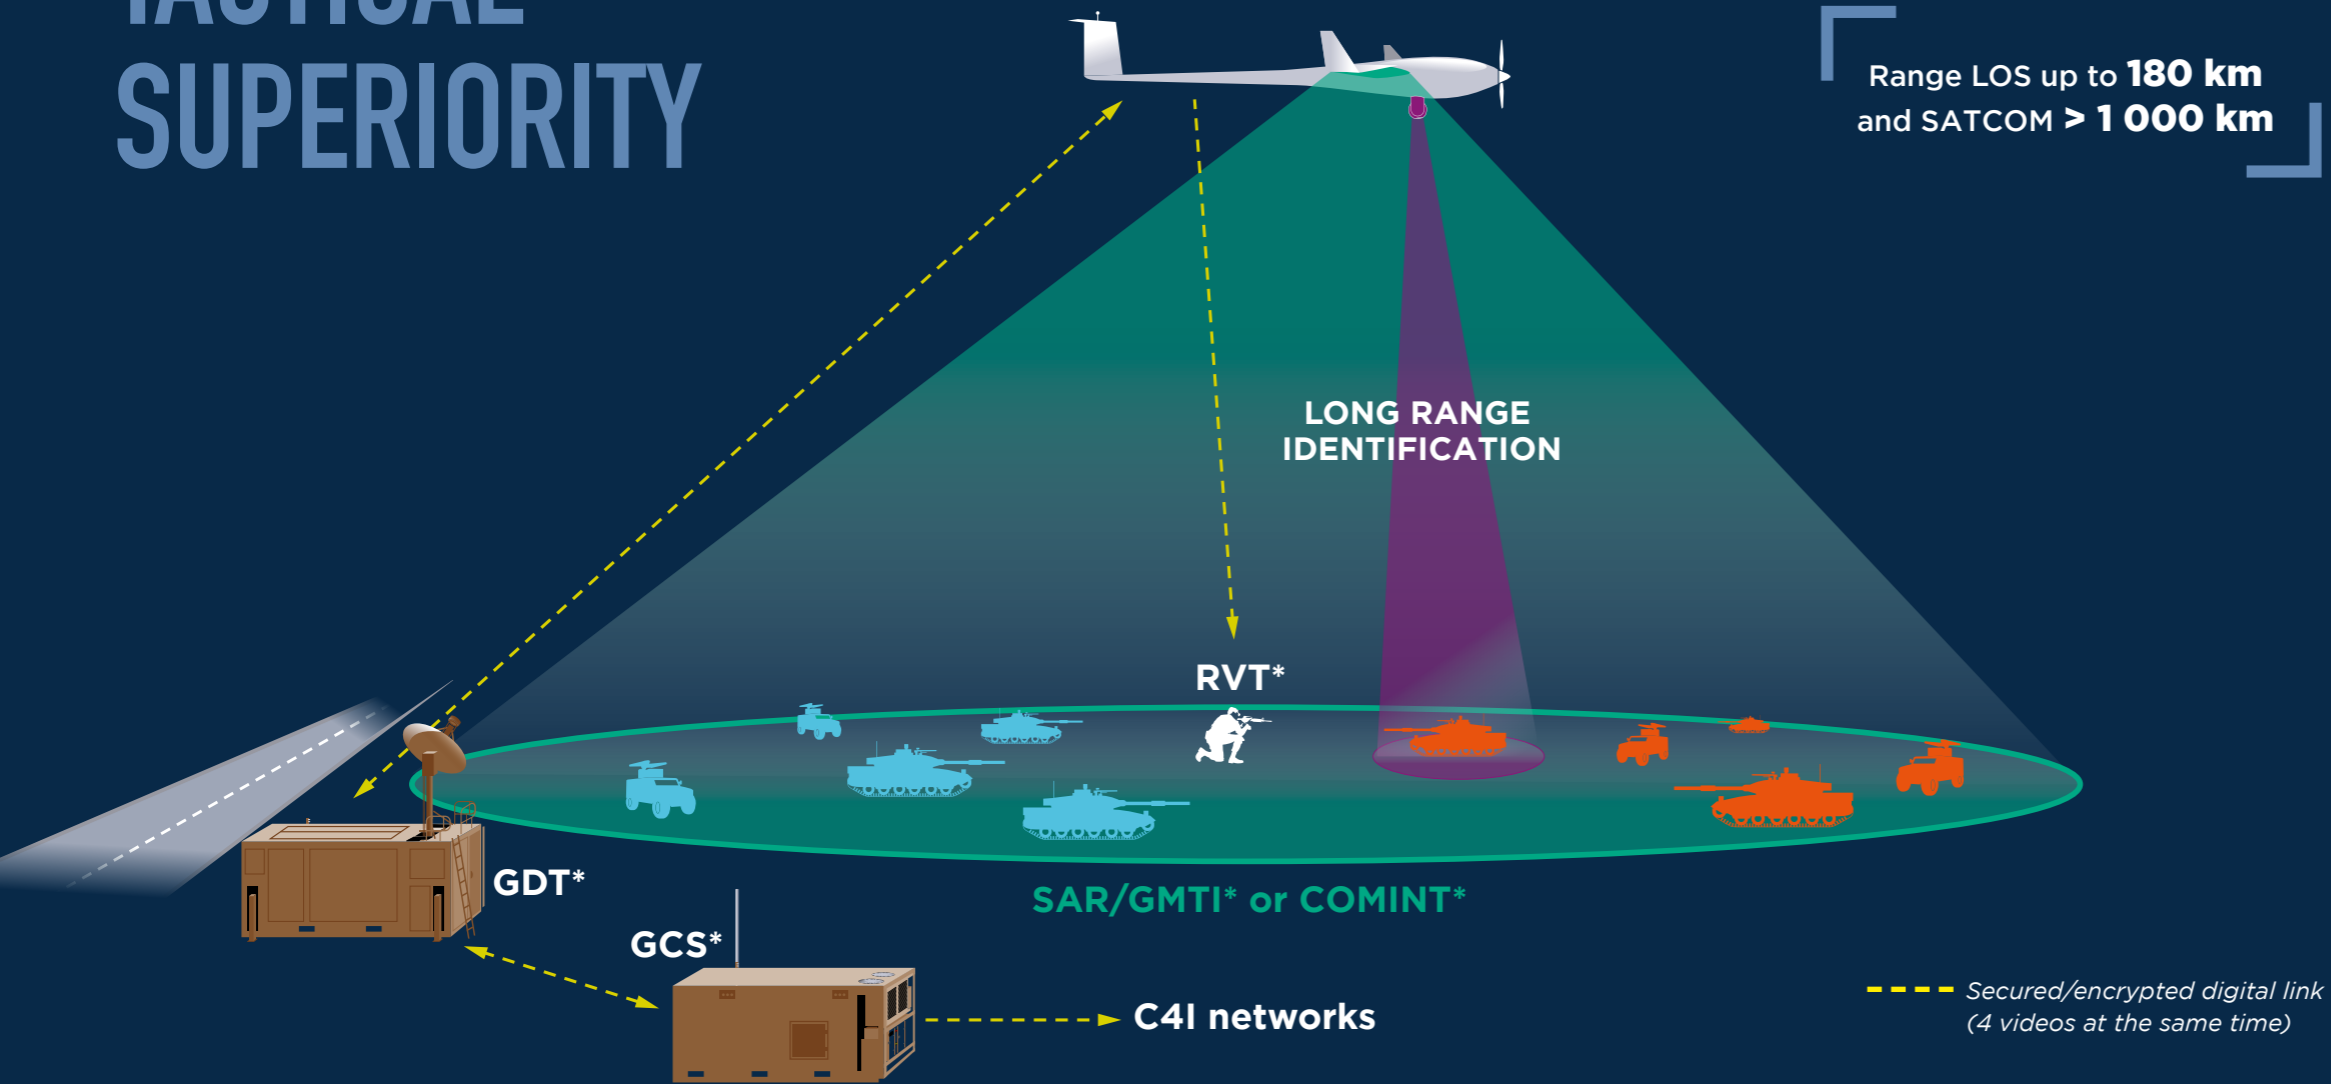 TACTICAL
SUPERIORITY
Range LOS up to 180 km
and SATCOM > 1 000 km
LONG RANGE
IDENTIFICATION
RVT*
GDT*
SAR/GMTI* or COMINT*
GCS*
C4I networks
Secured/encrypted digital link
(4 videos at the same time)